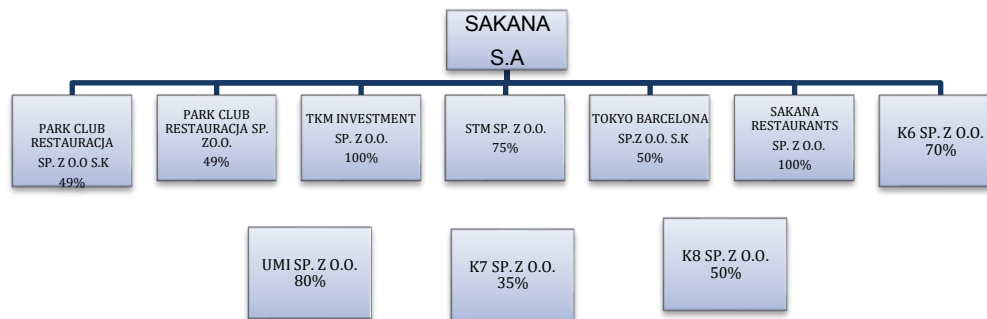 SAKANA
S.A
PARK CLUB
RESTAURACJA
SP. Z O.O S.K
49%
PARK CLUB
RESTAURACJA SP.
ZO.O.
49%
TKM INVESTMENT
SP. Z O.O.
100%
STM SP. Z O.O.
75%
TOKYO BARCELONA
SP.Z O.O. S.K
50%
SAKANA
RESTAURANTS
SP. Z O.O.
100%
K6 SP. Z O.O.
70%
UMI SP. Z O.O.
80%
K7 SP. Z O.O.
35%
K8 SP. Z O.O.
50%